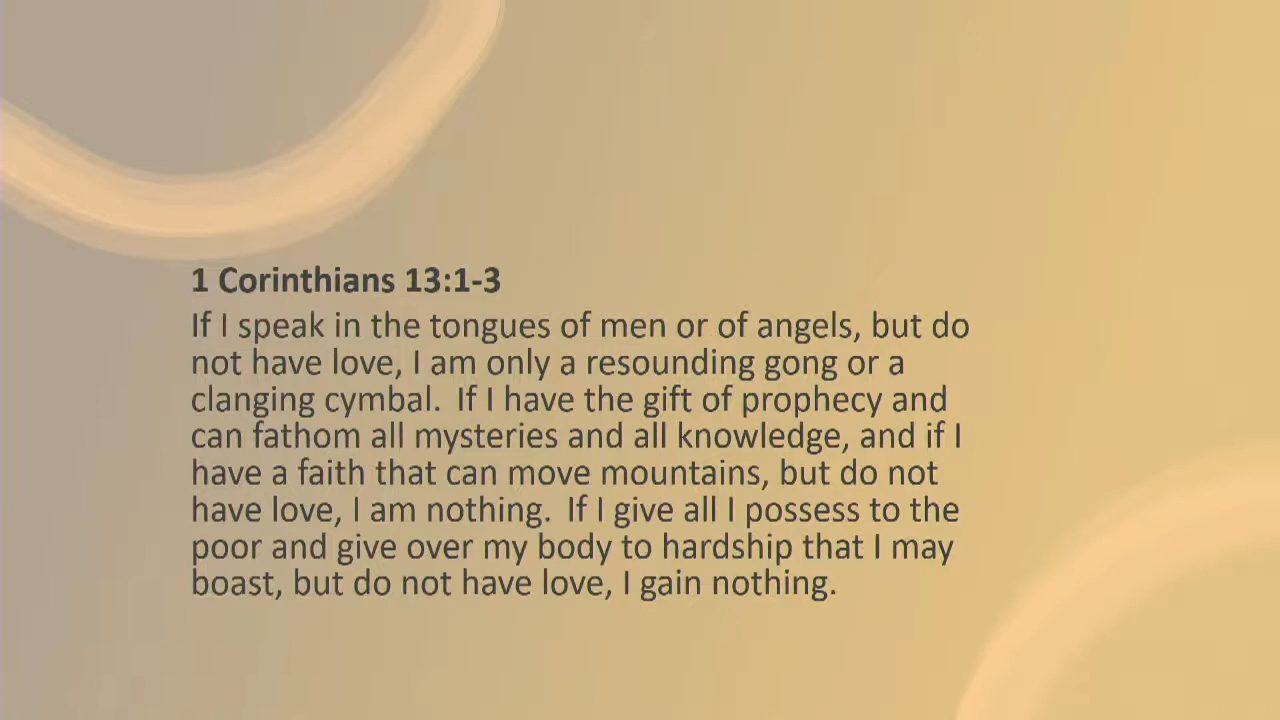 1 Corinthians 13:1-3
If I speak in the tongues of men or of angels, but do
not have love, I am only a resounding gong or a
clanging cymbal.  If I have the gift of prophecy and
can fathom all mysteries and all knowledge, and if I
have a faith that can move mountains, but do not
have love, I am nothing.  If I give all I possess to the
poor and give over my body to hardship that I may
boast, but do not have love, I gain nothing.